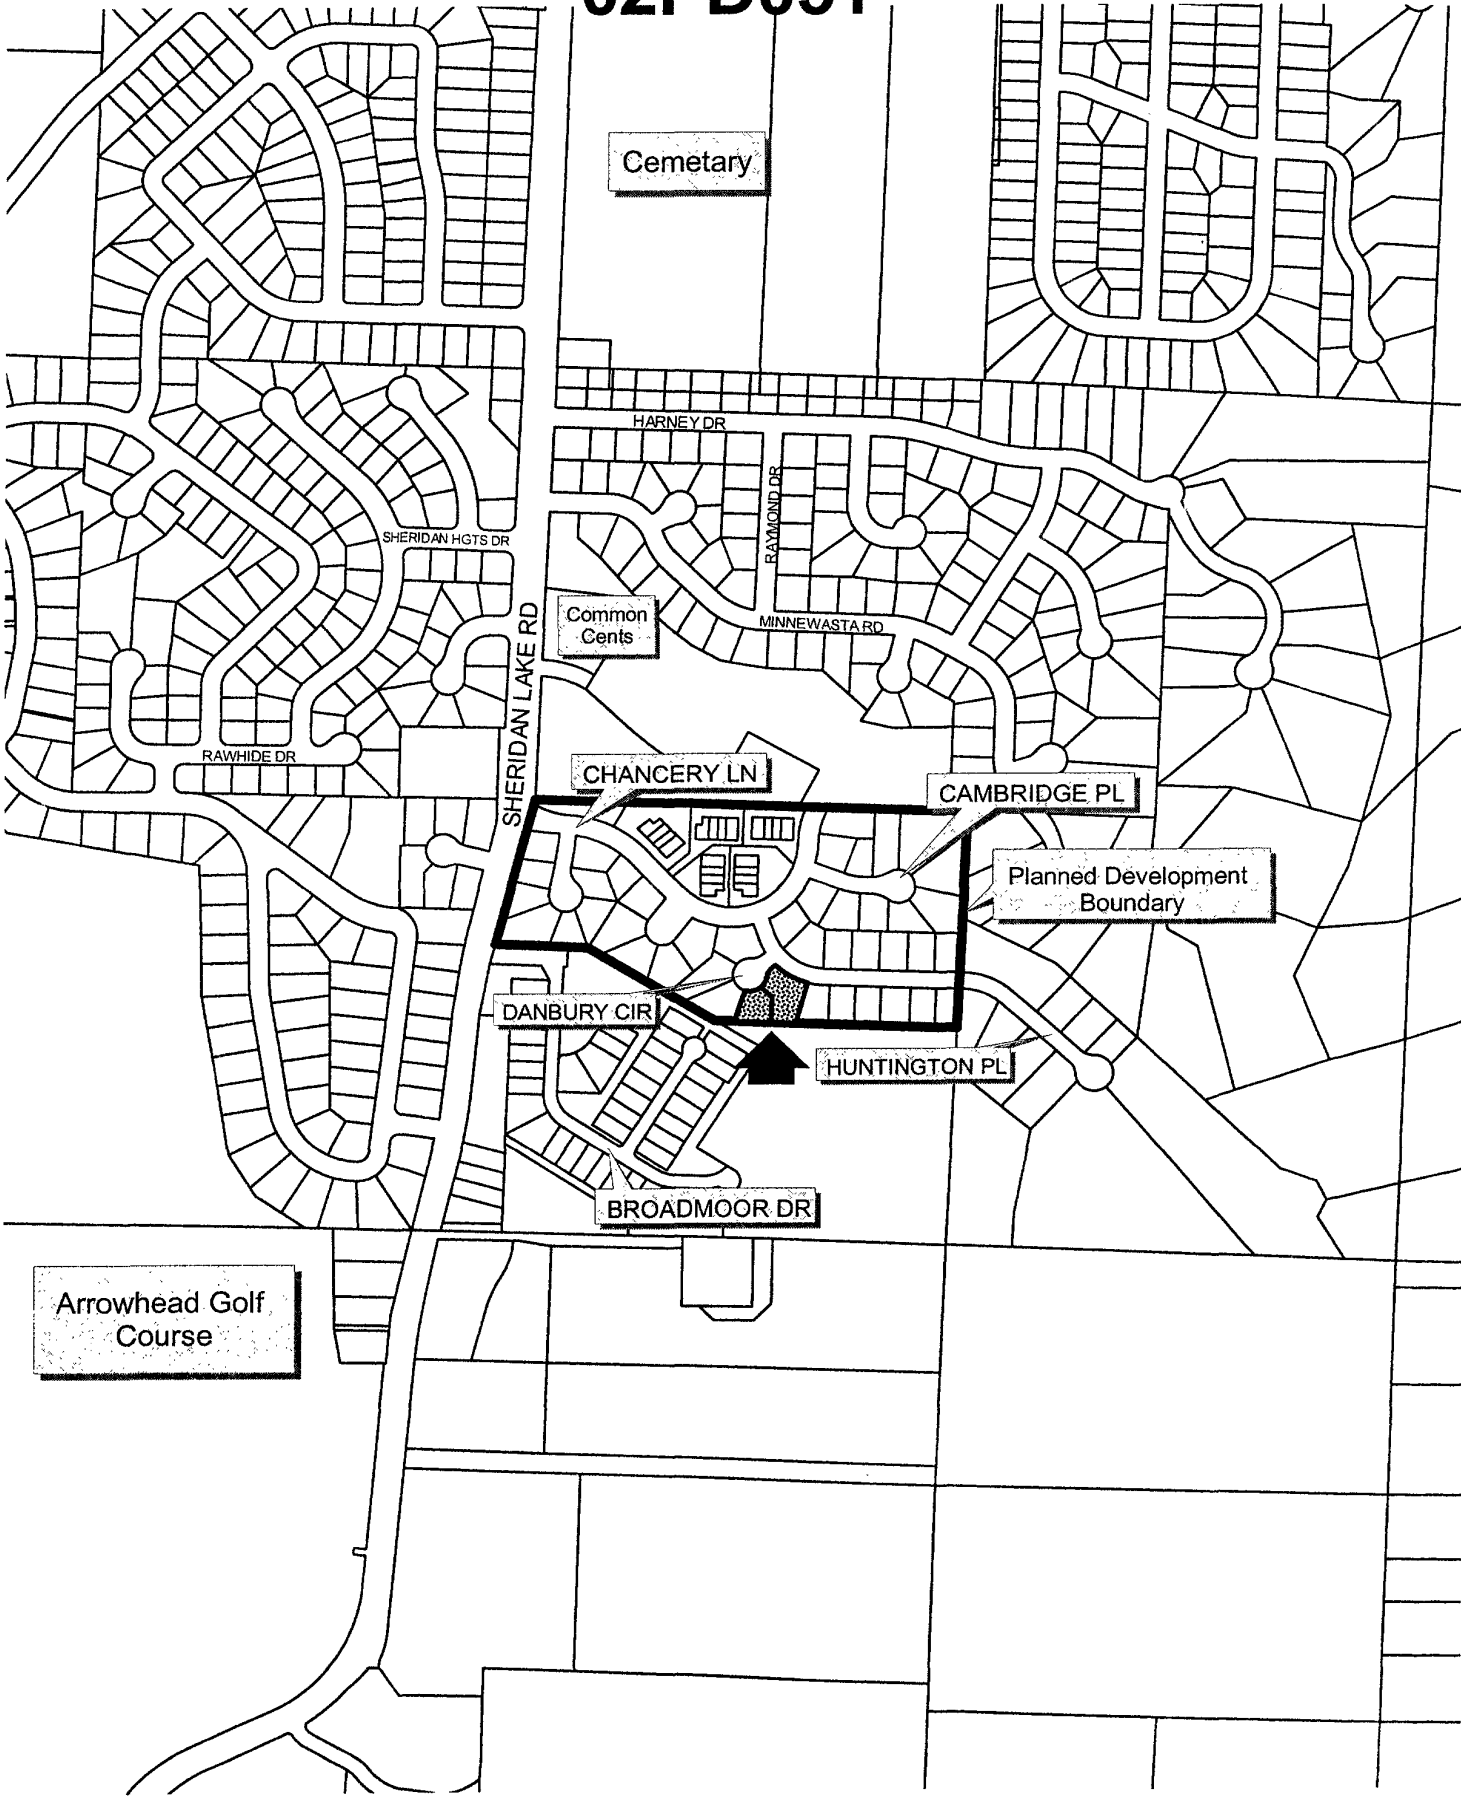 Cemetary
HARNEY DR
RAYMOND DR
SHERIDAN HGTS DR
Common
Cents
MINNEWASTA RD
SHERIDAN LAKE RD
RAWHIDE DR
CHANCERY LN
CAMBRIDGE PL
Planned Development
Boundary
DANBURY CIR
HUNTINGTON PL
BROADMOOR DR
Arrowhead Golf
Course